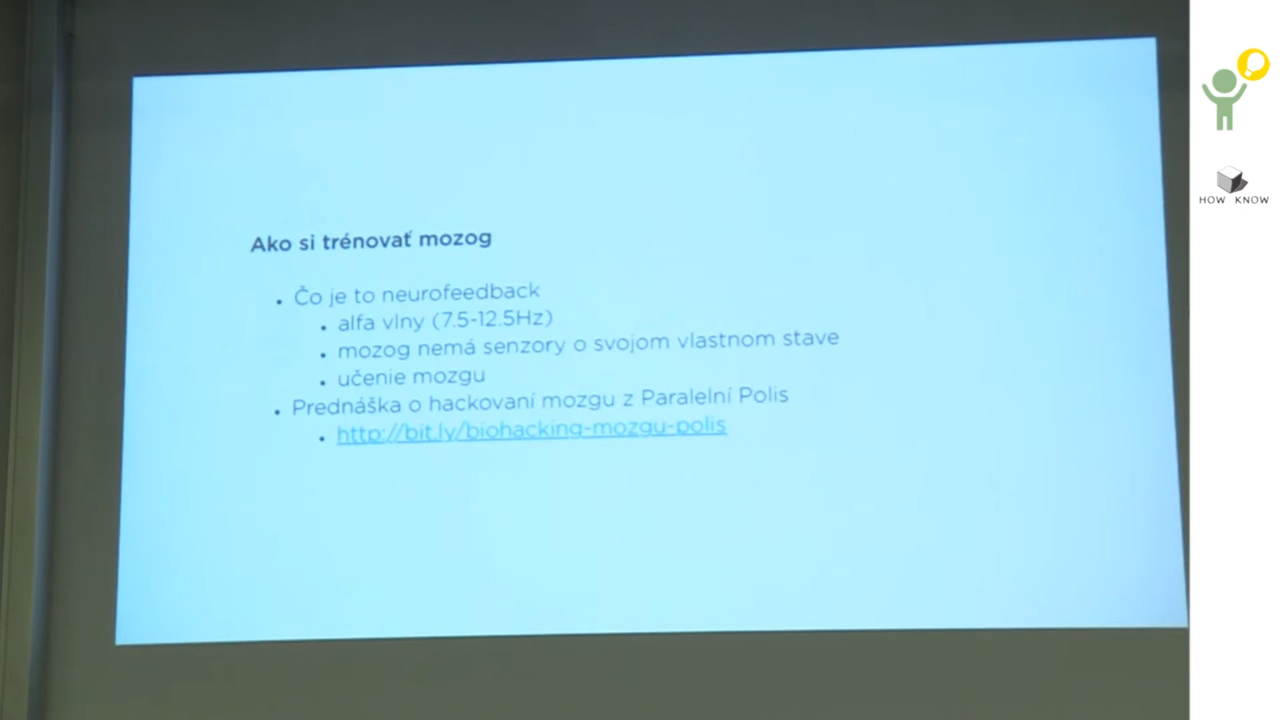 Ako si trénovať mozog
• Čo je to neurofeedback
• alfa vlny (7.5-12.5Hz)
• mozog nemá senzory o svojom vlastnom stave
• učenie mozgu
• Prednáška o hackovaní mozgu z Paralelní Polis
• http://bit.ly/biohacking-mozgu-polis
HOW KNOW